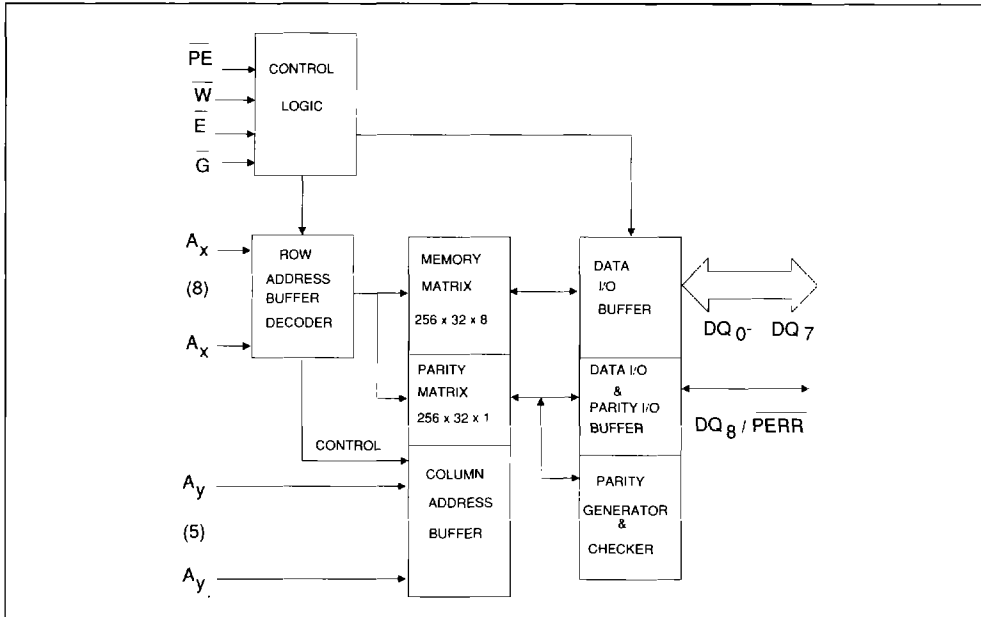 PE
W
E
G
CONTROL
LOGIC
Ax
(8)
Ax
ROW
ADDRESS
BUFFER
DECODER
MEMORY
MATRIX
256 x 32 x 8
PARITY
MATRIX
256 x 32 x 1
CONTROL
COLUMN
ADDRESS
BUFFER
Ay
(5)
Ay
DATA
I/O
BUFFER
DATA I/O
&
PARITY I/O
BUFFER
PARITY
GENERATOR
&
CHECKER
DQ0- DQ7
DQ8 / PERR